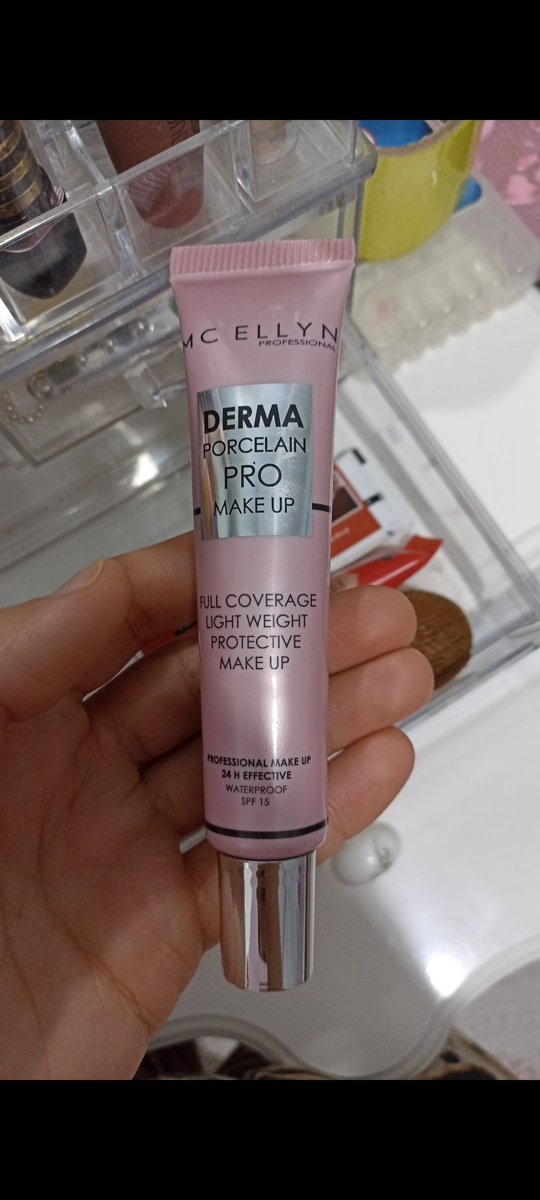 MC ELLYN
PROFESSIONAL
DERMA
PORCELAIN
PRO
MAKE UP
FULL COVERAGE
LIGHT WEIGHT
PROTECTIVE
MAKE UP
PROFESSIONAL MAKE UP
24 H EFFECTIVE
WATERPROOF
SPF 15